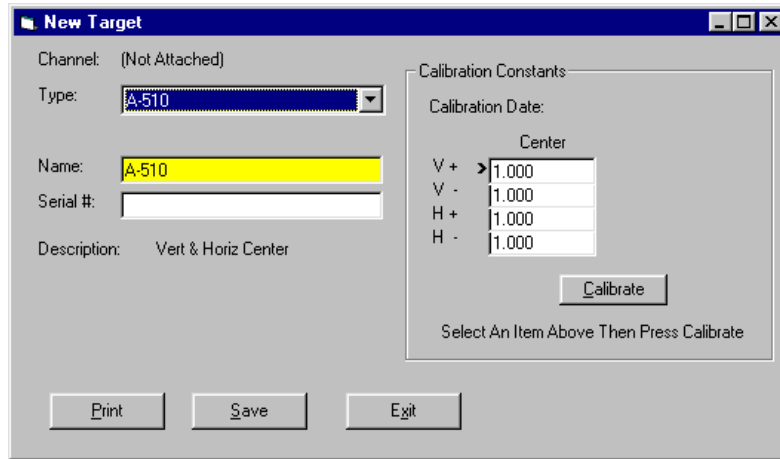 New Target
Channel: (Not Attached)
Type: A-510
Name: A-510
Serial #:
Description: Vert & Horiz Center
Calibration Constants
Calibration Date:
Center
V + >1.000
V - 1.000
H + 1.000
H - 1.000
Calibrate
Select An Item Above Then Press Calibrate
Print Save Exit